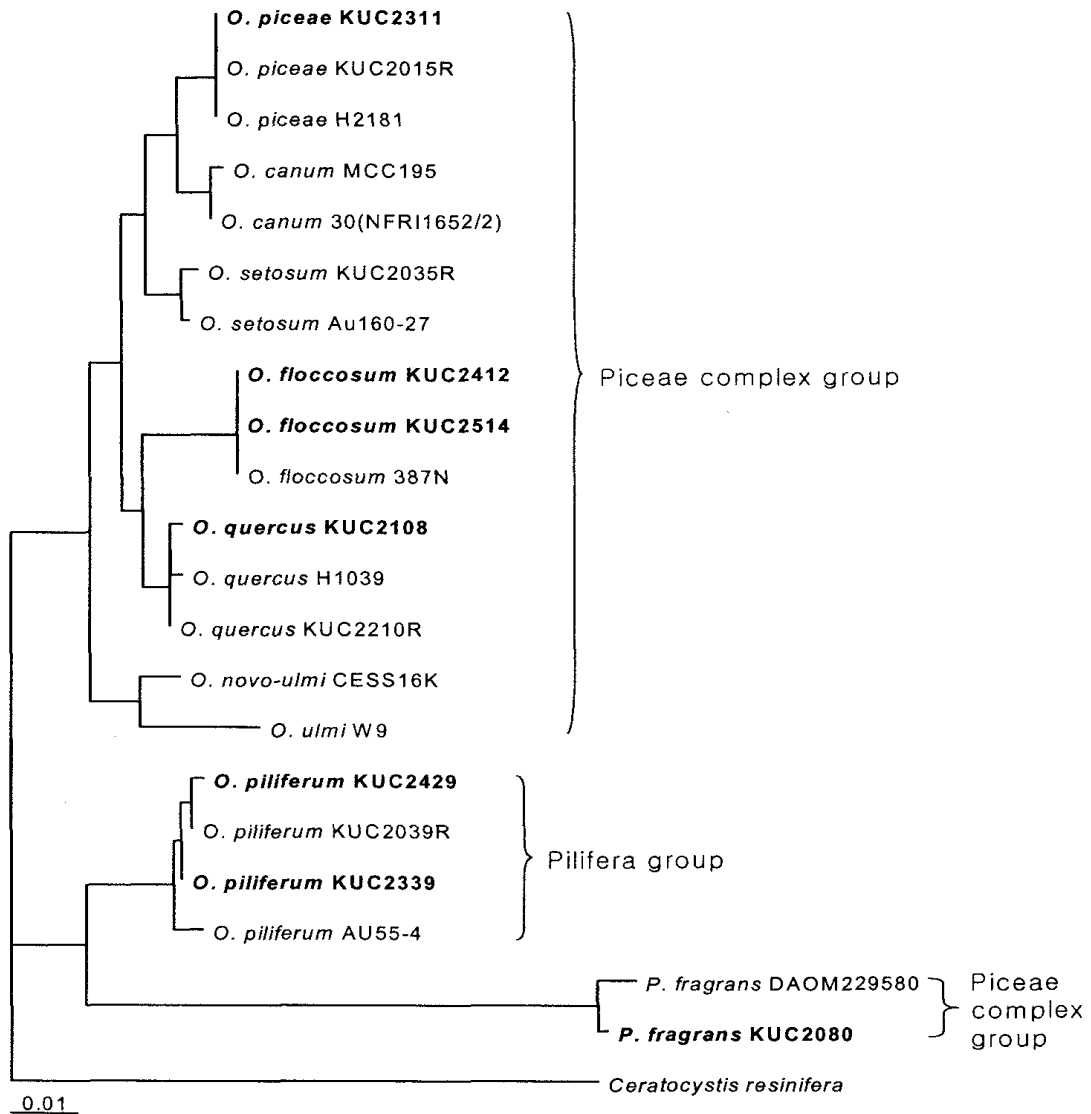 O. piceae KUC2311
O. piceae KUC2015R
O. piceae H2181
O. canum MCC195
O. canum 30(NFRI1652/2)
O. setosum KUC2035R
O. setosum Au160-27
O. floccosum KUC2412
Piceae complex group
O. floccosum KUC2514
O. floccosum 387N
O. quercus KUC2108
O. quercus H1039
O. quercus KUC2210R
O. novo-ulmi CESS16K
O. ulmi W9
O. piliferum KUC2429
O. piliferum KUC2039R
Pilifera group
O. piliferum KUC2339
O. piliferum AU55-4
P. fragrans DAOM229580
P. fragrans KUC2080
Piceae
complex
group
Ceratocystis resinifera
0.01